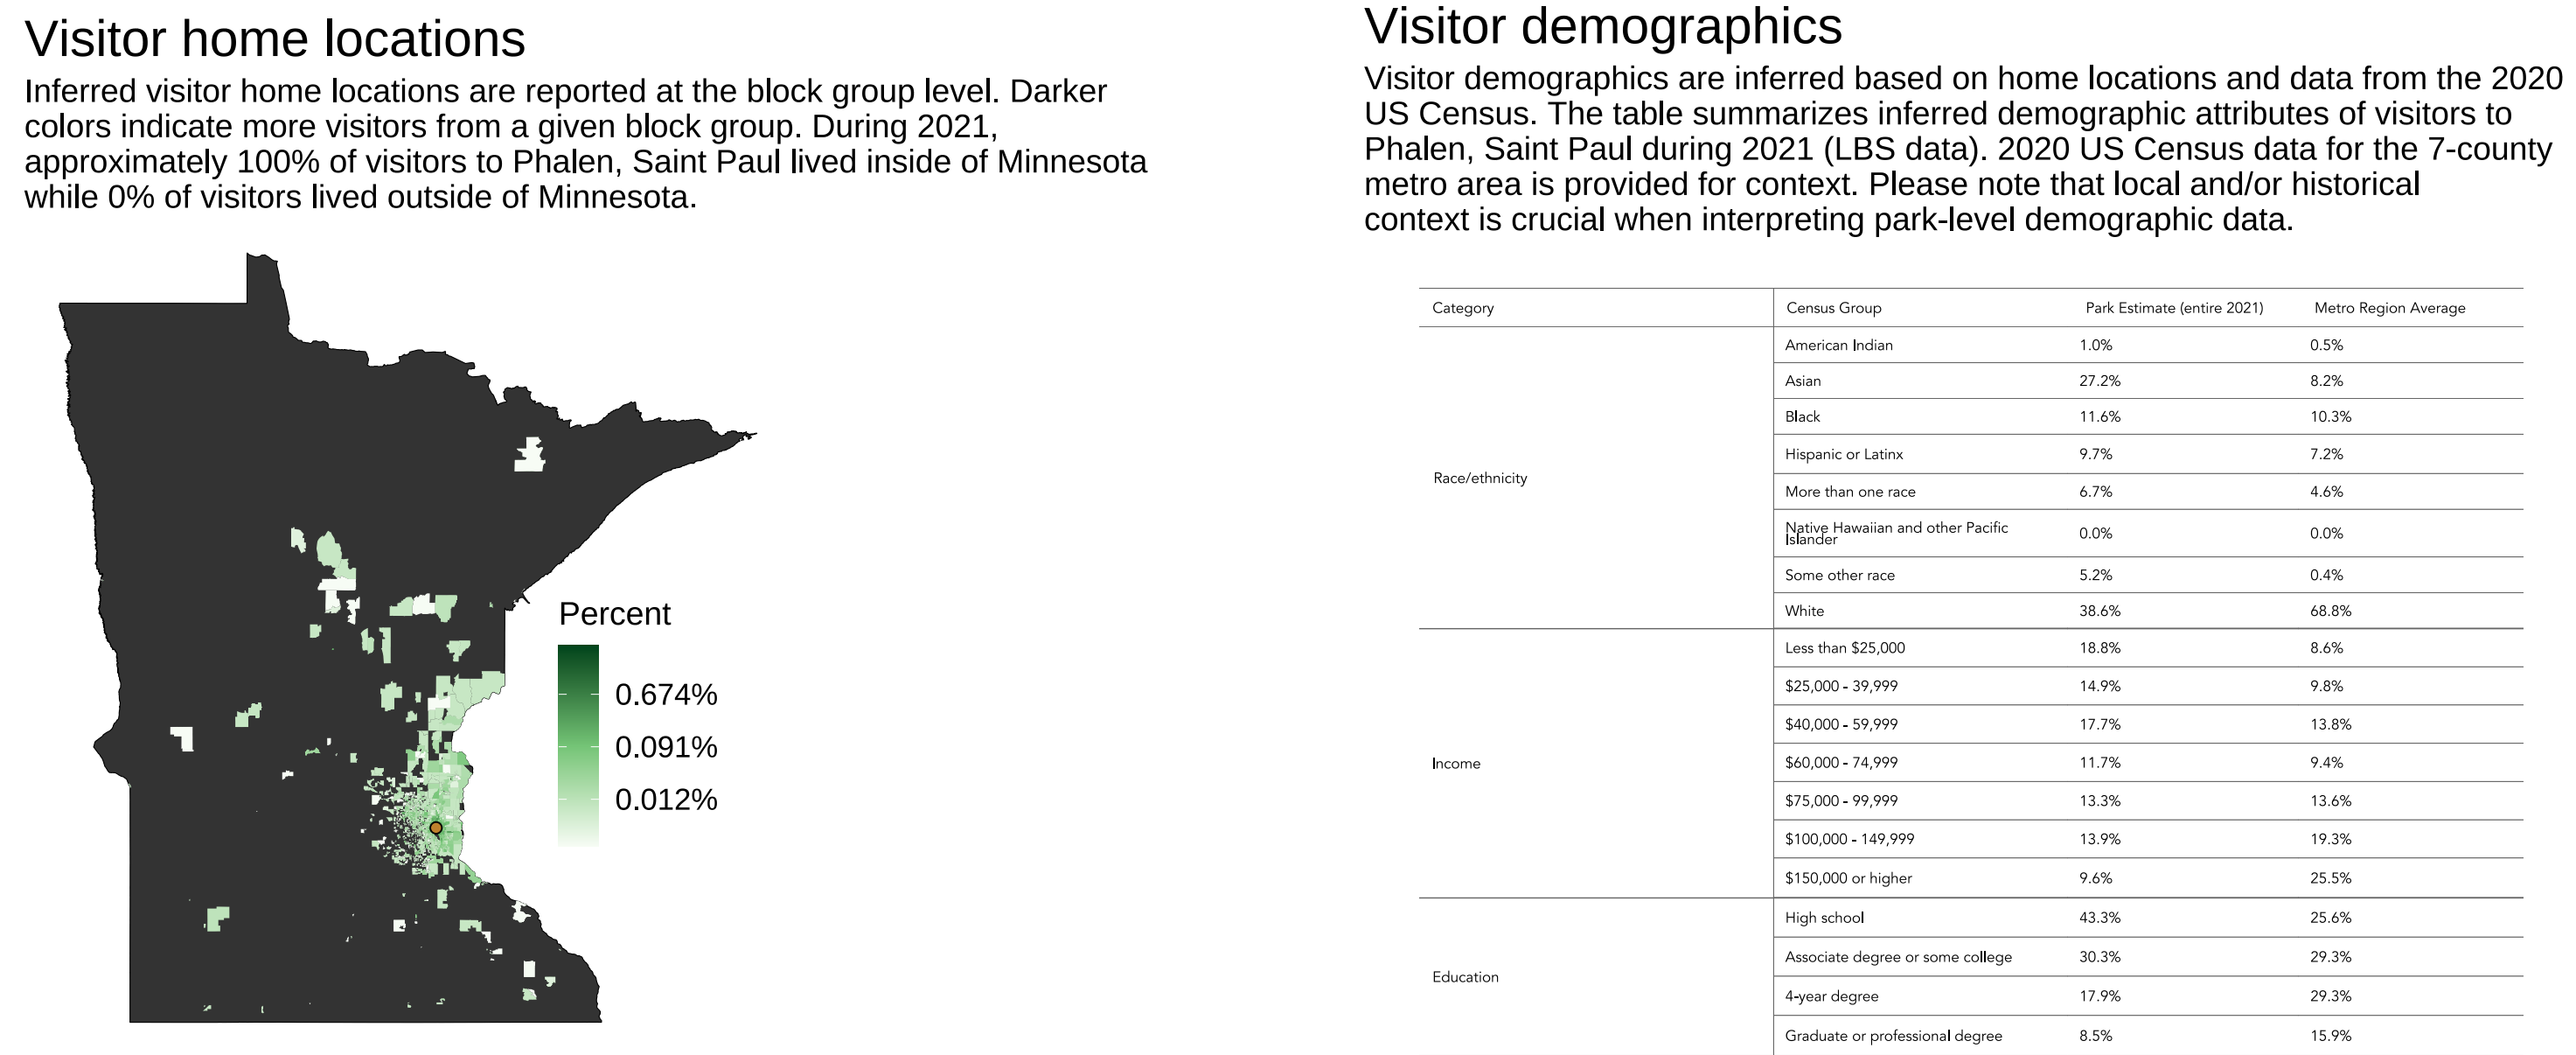 Visitor home locations
Inferred visitor home locations are reported at the block group level. Darker
colors indicate more visitors from a given block group. During 2021,
approximately 100% of visitors to Phalen, Saint Paul lived inside of Minnesota
while 0% of visitors lived outside of Minnesota.
Percent
0.674%
0.091%
0.012%
Visitor demographics
Visitor demographics are inferred based on home locations and data from the 2020
US Census. The table summarizes inferred demographic attributes of visitors to
Phalen, Saint Paul during 2021 (LBS data). 2020 US Census data for the 7-county
metro area is provided for context. Please note that local and/or historical
context is crucial when interpreting park-level demographic data.
Category Census Group Park Estimate (entire 2021) Metro Region Average
Race/ethnicity
American Indian 1.0% 0.5%
Asian 27.2% 8.2%
Black 11.6% 10.3%
Hispanic or Latinx 9.7% 7.2%
More than one race 6.7% 4.6%
Native Hawaiian and other Pacific
Islander 0.0% 0.0%
Some other race 5.2% 0.4%
White 38.6% 68.8%
Income
Less than $25,000 18.8% 8.6%
$25,000 - 39,999 14.9% 9.8%
$40,000 - 59,999 17.7% 13.8%
$60,000 - 74,999 11.7% 9.4%
$75,000 - 99,999 13.3% 13.6%
$100,000 - 149,999 13.9% 19.3%
$150,000 or higher 9.6% 25.5%
Education
High school 43.3% 25.6%
Associate degree or some college 30.3% 29.3%
4-year degree 17.9% 29.3%
Graduate or professional degree 8.5% 15.9%